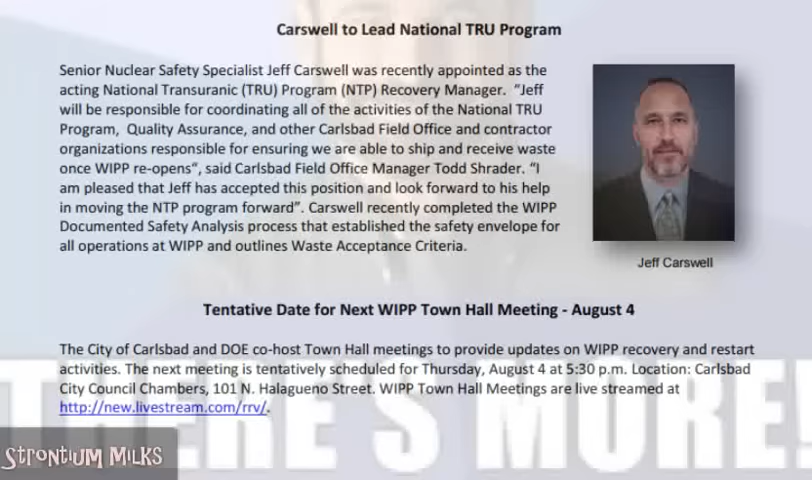 Carswell to Lead National TRU Program
Senior Nuclear Safety Specialist Jeff Carswell was recently appointed as the
acting National Transuranic (TRU) Program (NTP) Recovery Manager. “Jeff
will be responsible for coordinating all of the activities of the National TRU
Program, Quality Assurance, and other Carlsbad Field Office and contractor
organizations responsible for ensuring we are able to ship and receive waste
once WIPP re-opens“, said Carlsbad Field Office Manager Todd Shrader. “I
am pleased that Jeff has accepted this position and look forward to his help
in moving the NTP program forward”. Carswell recently completed the WIPP
Documented Safety Analysis process that established the safety envelope for
all operations at WIPP and outlines Waste Acceptance Criteria.
Jeff Carswell
Tentative Date for Next WIPP Town Hall Meeting - August 4
The City of Carlsbad and DOE co-host Town Hall meetings to provide updates on WIPP recovery and restart
activities. The next meeting is tentatively scheduled for Thursday, August 4 at 5:30 p.m. Location: Carlsbad
City Council Chambers, 101 N. Halagueno Street. WIPP Town Hall Meetings are live streamed at
http://new.livestream.com/rrv/.
THERE'S MORE!
STRONTIUM MILKS